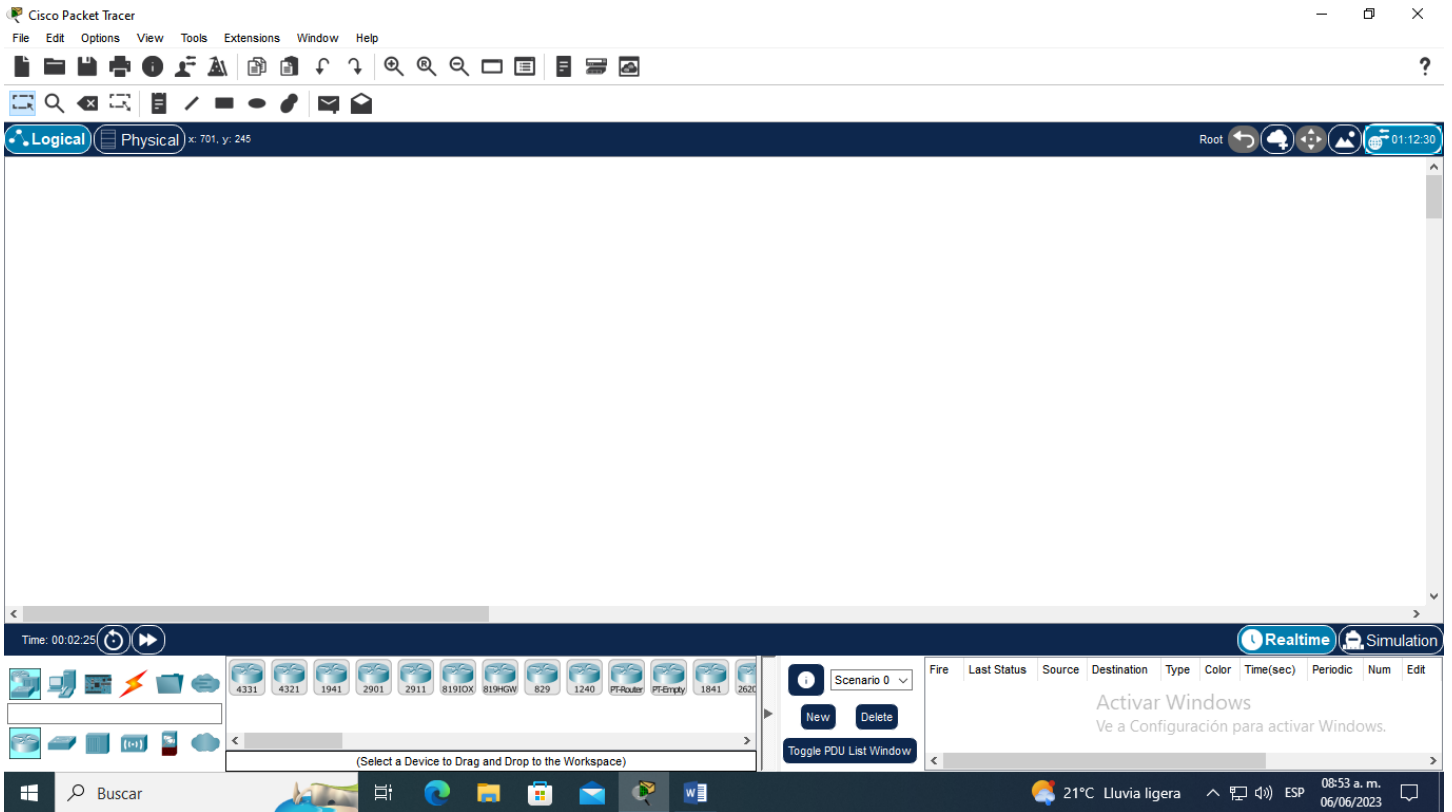 Cisco Packet Tracer
File Edit Options View Tools Extensions Window Help
?
Logical Physical x: 701, y: 245 Root 01:12:30
Time: 00:02:25 Realtime Simulation
4331 4321 1941 2901 2911 819IOX 819HGW 829 1240 PT-Router PT-Empty 1841 2620
Scenario 0
New Delete
Toggle PDU List Window
Fire Last Status Source Destination Type Color Time(sec) Periodic Num Edit
Activar Windows
Ve a Configuración para activar Windows.
(Select a Device to Drag and Drop to the Workspace)
Buscar 21°C Lluvia ligera ESP 08:53 a. m.
06/06/2023